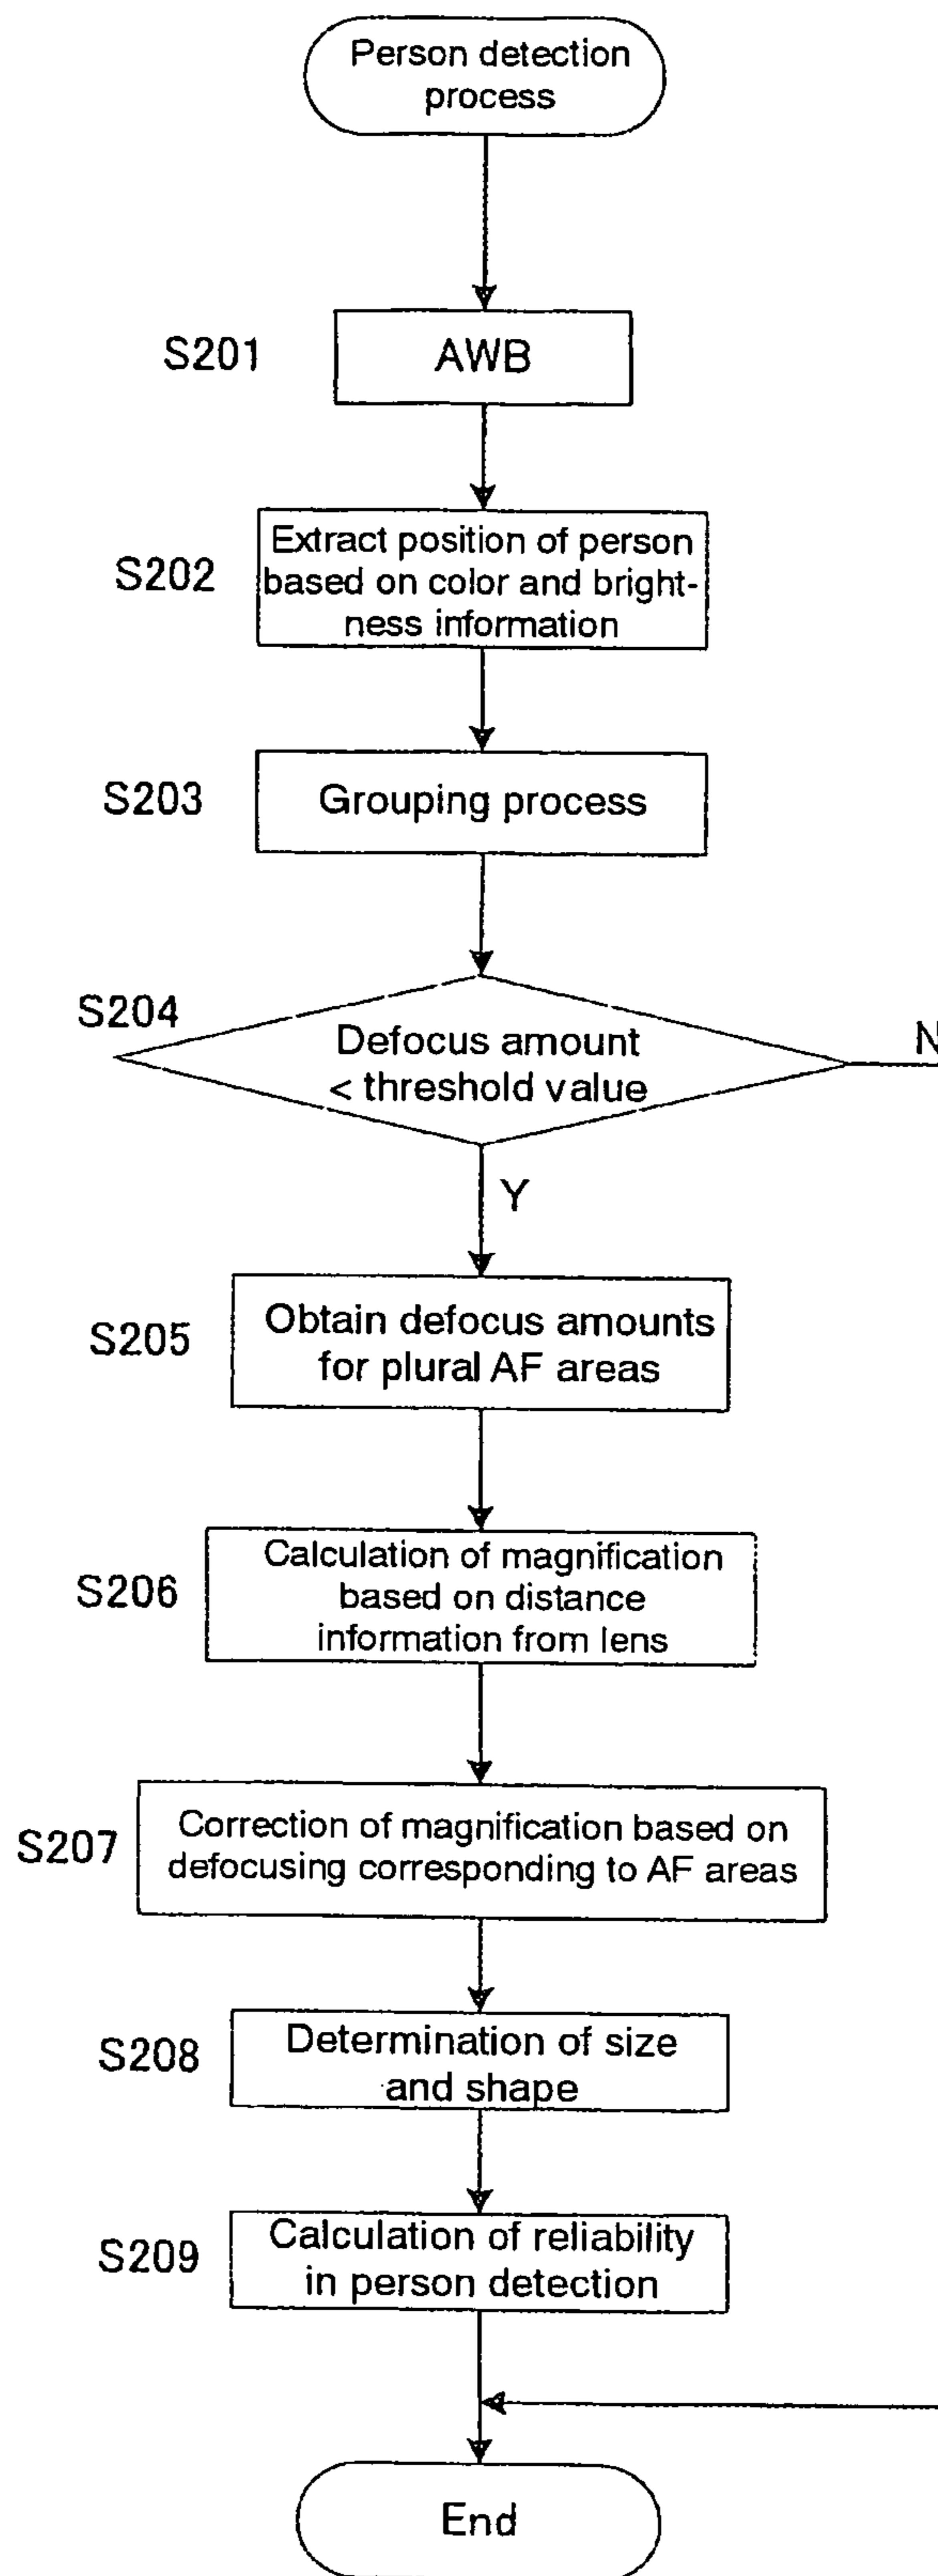 Person detection
process
S201
AWB
S202
Extract position of person
based on color and bright-
ness information
S203
Grouping process
S204
Defocus amount
< threshold value
N
Y
S205
Obtain defocus amounts
for plural AF areas
S206
Calculation of magnification
based on distance
information from lens
S207
Correction of magnification based on
defocusing corresponding to AF areas
S208
Determination of size
and shape
S209
Calculation of reliability
in person detection
End